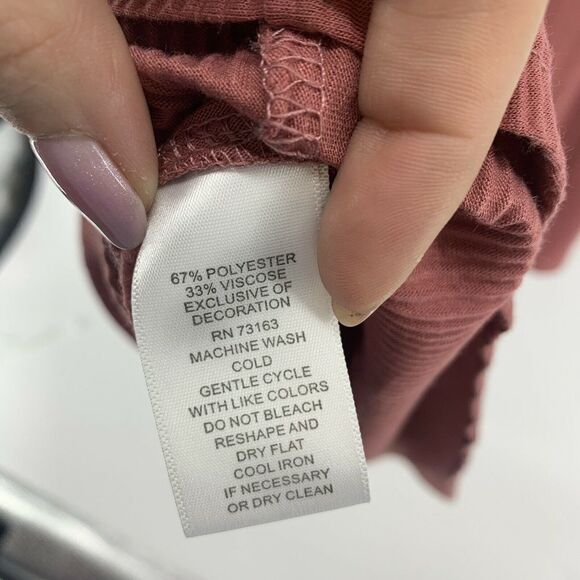 67% POLYESTER
33% VISCOSE
EXCLUSIVE OF
DECORATION
RN 73163
MACHINE WASH
COLD
GENTLE CYCLE
WITH LIKE COLORS
DO NOT BLEACH
RESHAPE AND
DRY FLAT
COOL IRON
IF NECESSARY
OR DRY CLEAN